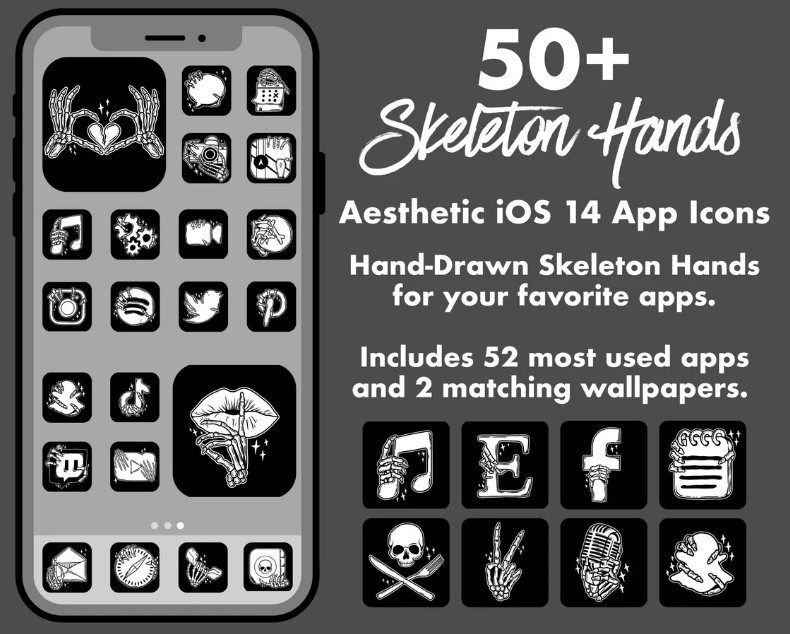 50+
Skeleton Hands
Aesthetic iOS 14 App Icons
Hand-Drawn Skeleton Hands
for your favorite apps.
Includes 52 most used apps
and 2 matching wallpapers.
E
f